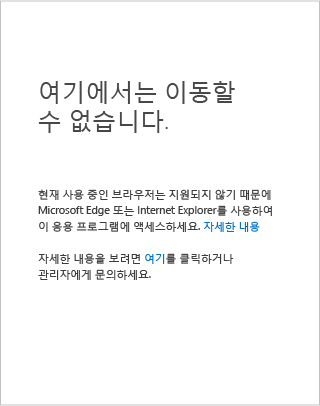 여기에서는 이동할
수 없습니다.
현재 사용 중인 브라우저는 지원되지 않기 때문에
Microsoft Edge 또는 Internet Explorer를 사용하여
이 응용 프로그램에 액세스하세요. 자세한 내용
자세한 내용을 보려면 여기를 클릭하거나
관리자에게 문의하세요.